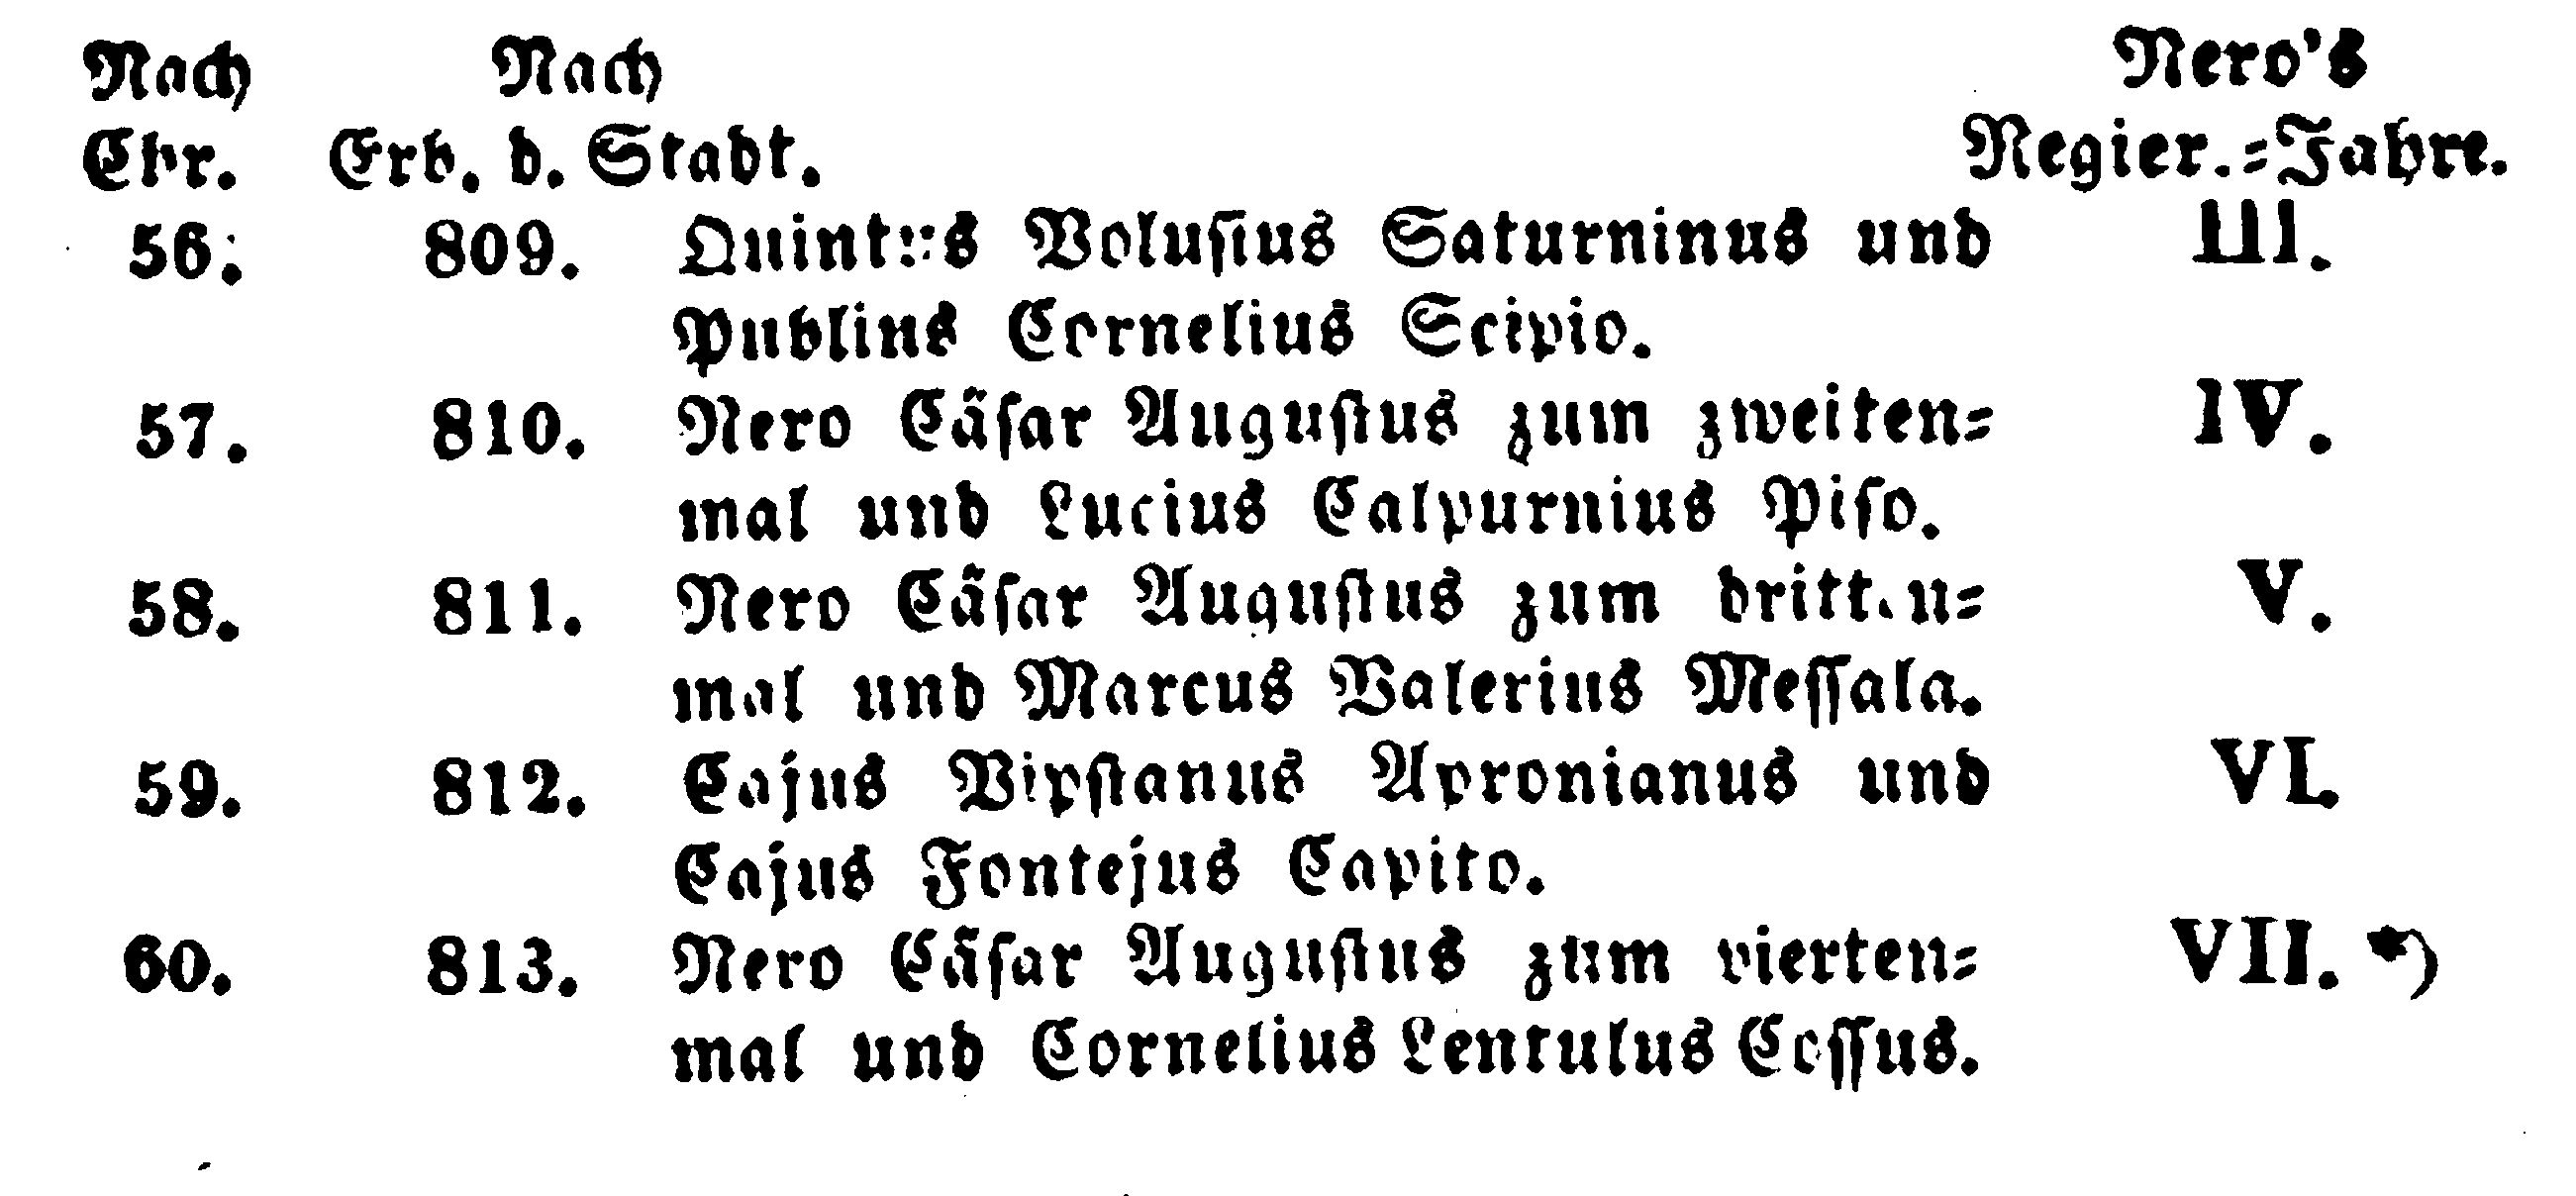 Nach Nach Nero's
Chr. Erb. d. Stadt. Regier.=Jahre.
56. 809. Quintus Volusius Saturninus und III.
Publius Cornelius Scipio.
57. 810. Nero Cäsar Augustus zum zweiten= IV.
mal und Lucius Calpurnius Piso.
58. 811. Nero Cäsar Augustus zum dritten= V.
mal und Marcus Valerius Messala.
59. 812. Cajus Vipstanus Apronianus und VI.
Cajus Fontejus Capito.
60. 813. Nero Cäsar Augustus zum vierten= VII. *)
mal und Cornelius Lentulus Cossus.